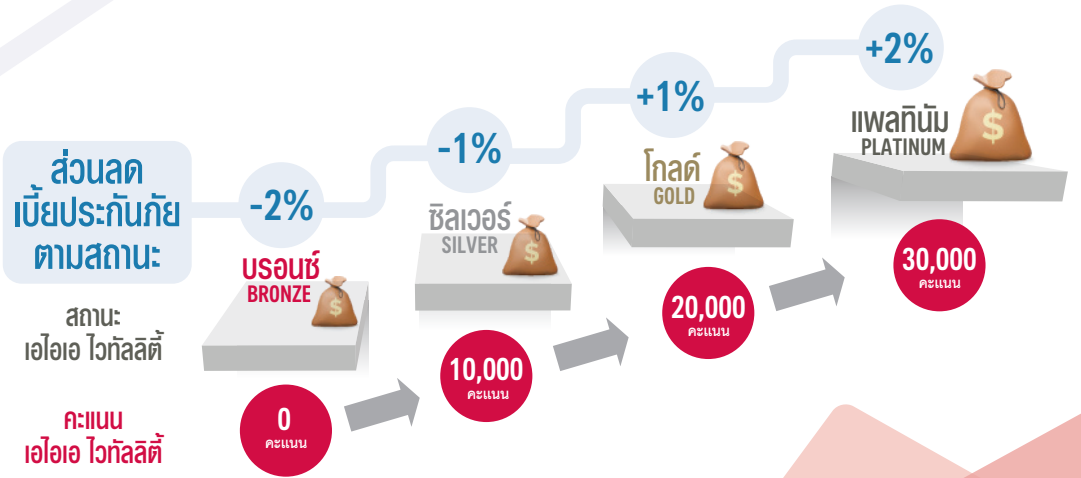 ส่วนลด
เบี้ยประกันภัย
ตามสถานะ
-2%
-1%
+1%
+2%
สถานะ
เอไอเอ ไวทัลลิตี้
บรอนซ์
BRONZE
$
ซิลเวอร์
SILVER
$
โกลด์
GOLD
$
แพลทินัม
PLATINUM
$
คะแนน
เอไอเอ ไวทัลลิตี้
0
คะแนน
10,000
คะแนน
20,000
คะแนน
30,000
คะแนน